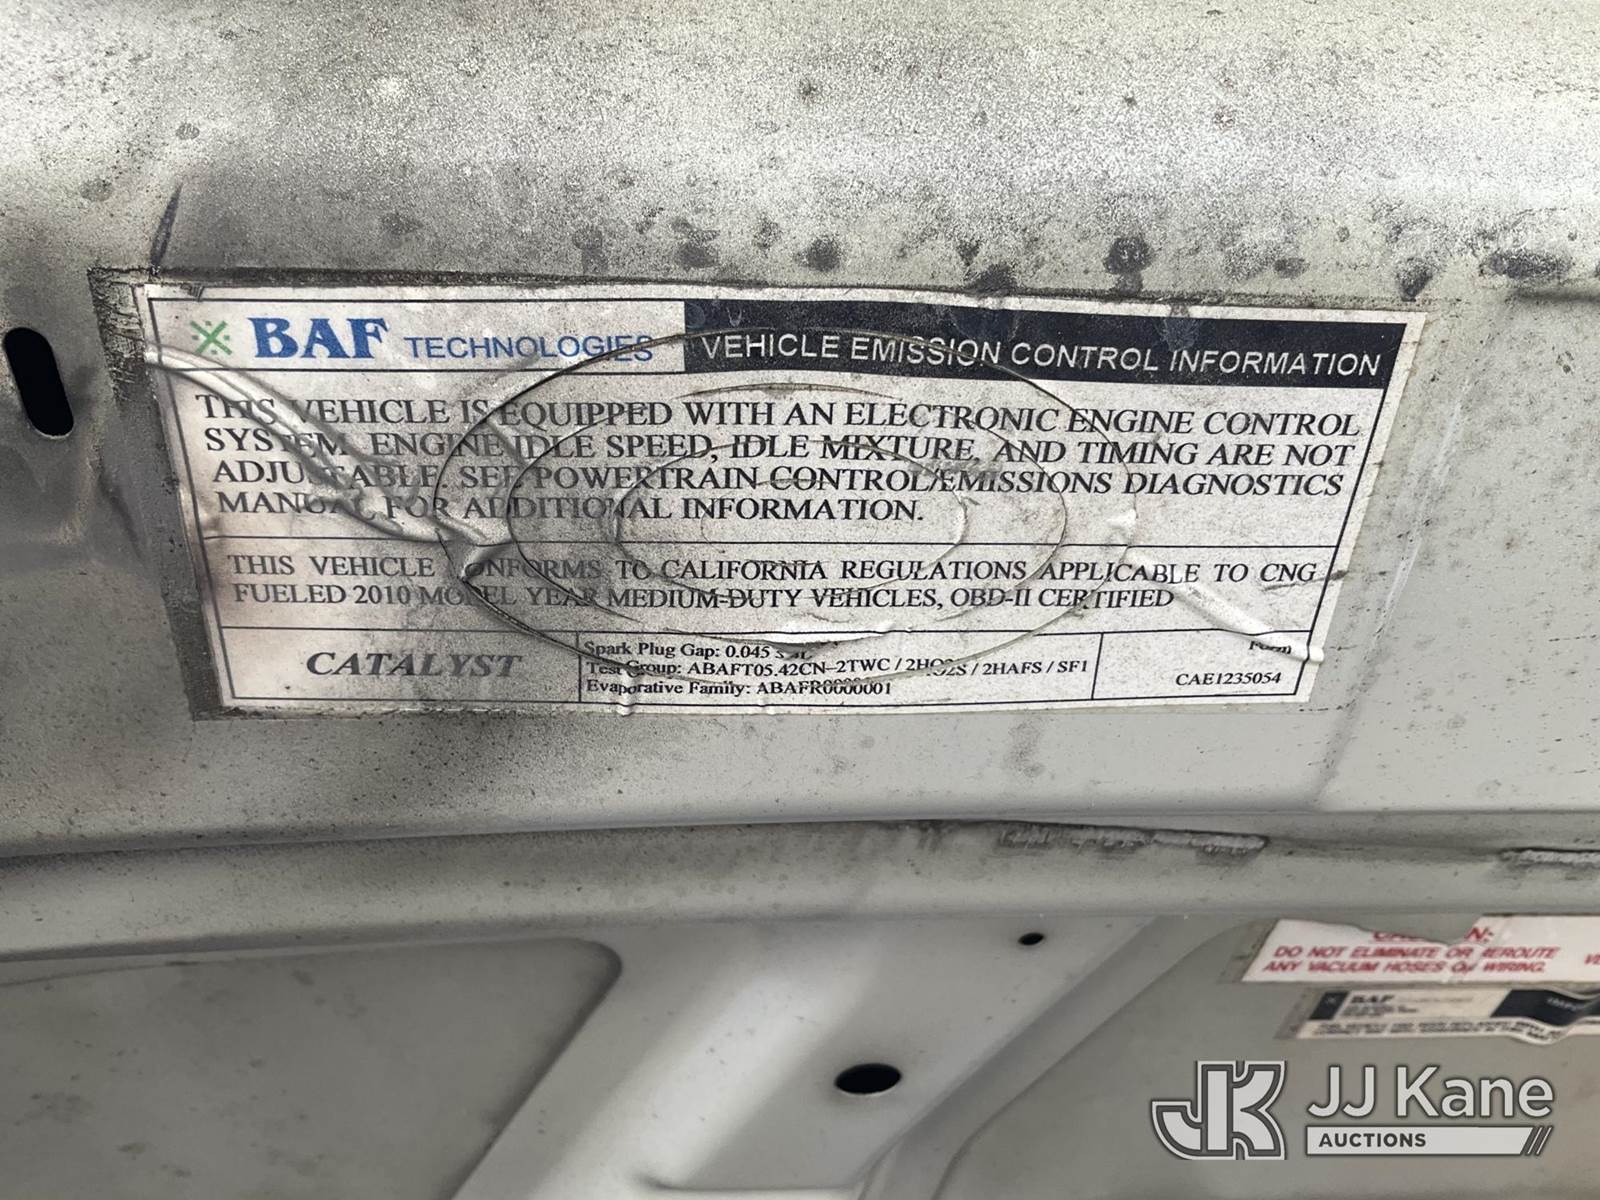 BAF TECHNOLOGIES VEHICLE EMISSION CONTROL INFORMATION
THIS VEHICLE IS EQUIPPED WITH AN ELECTRONIC ENGINE CONTROL
SYSTEM. ENGINE IDLE SPEED, IDLE MIXTURE, AND TIMING ARE NOT
ADJUSTABLE. SEE POWERTRAIN CONTROL/EMISSIONS DIAGNOSTICS
MANUAL FOR ADDITIONAL INFORMATION.
THIS VEHICLE CONFORMS TO CALIFORNIA REGULATIONS APPLICABLE TO CNG
FUELED 2010 MODEL YEAR MEDIUM-DUTY VEHICLES, OBD-II CERTIFIED
CATALYST
Spark Plug Gap: 0.045
Test Group: ABAFT05.42CN-2TWC / 2HO2S / 2HAFS / SF1
Evaporative Family: ABAFR0000001
Form
CAE1235054
CAUTION:
DO NOT ELIMINATE OR REROUTE
ANY VACUUM HOSES OR WIRING.
BAF
JJ Kane
AUCTIONS